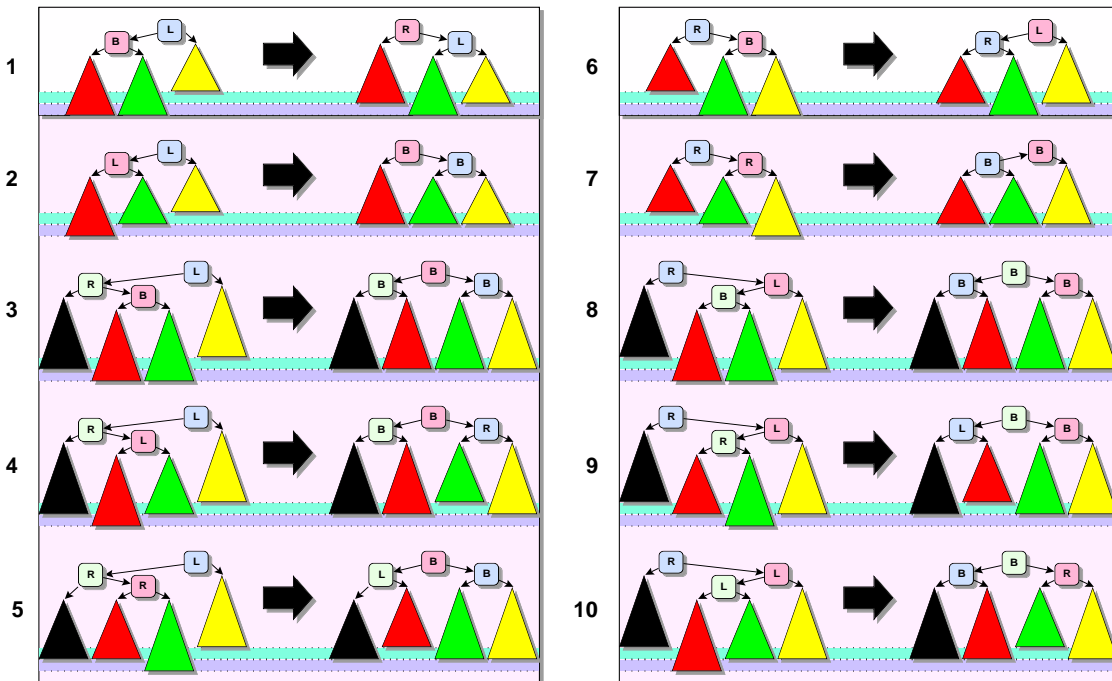 1 B L R L
2 L L B B
3 R B L B B B
4 R L L B B R
5 R R L L B B
6 R B R L
7 R R B B
8 R B L B B B
9 R R L L B B
10 R L L B B R